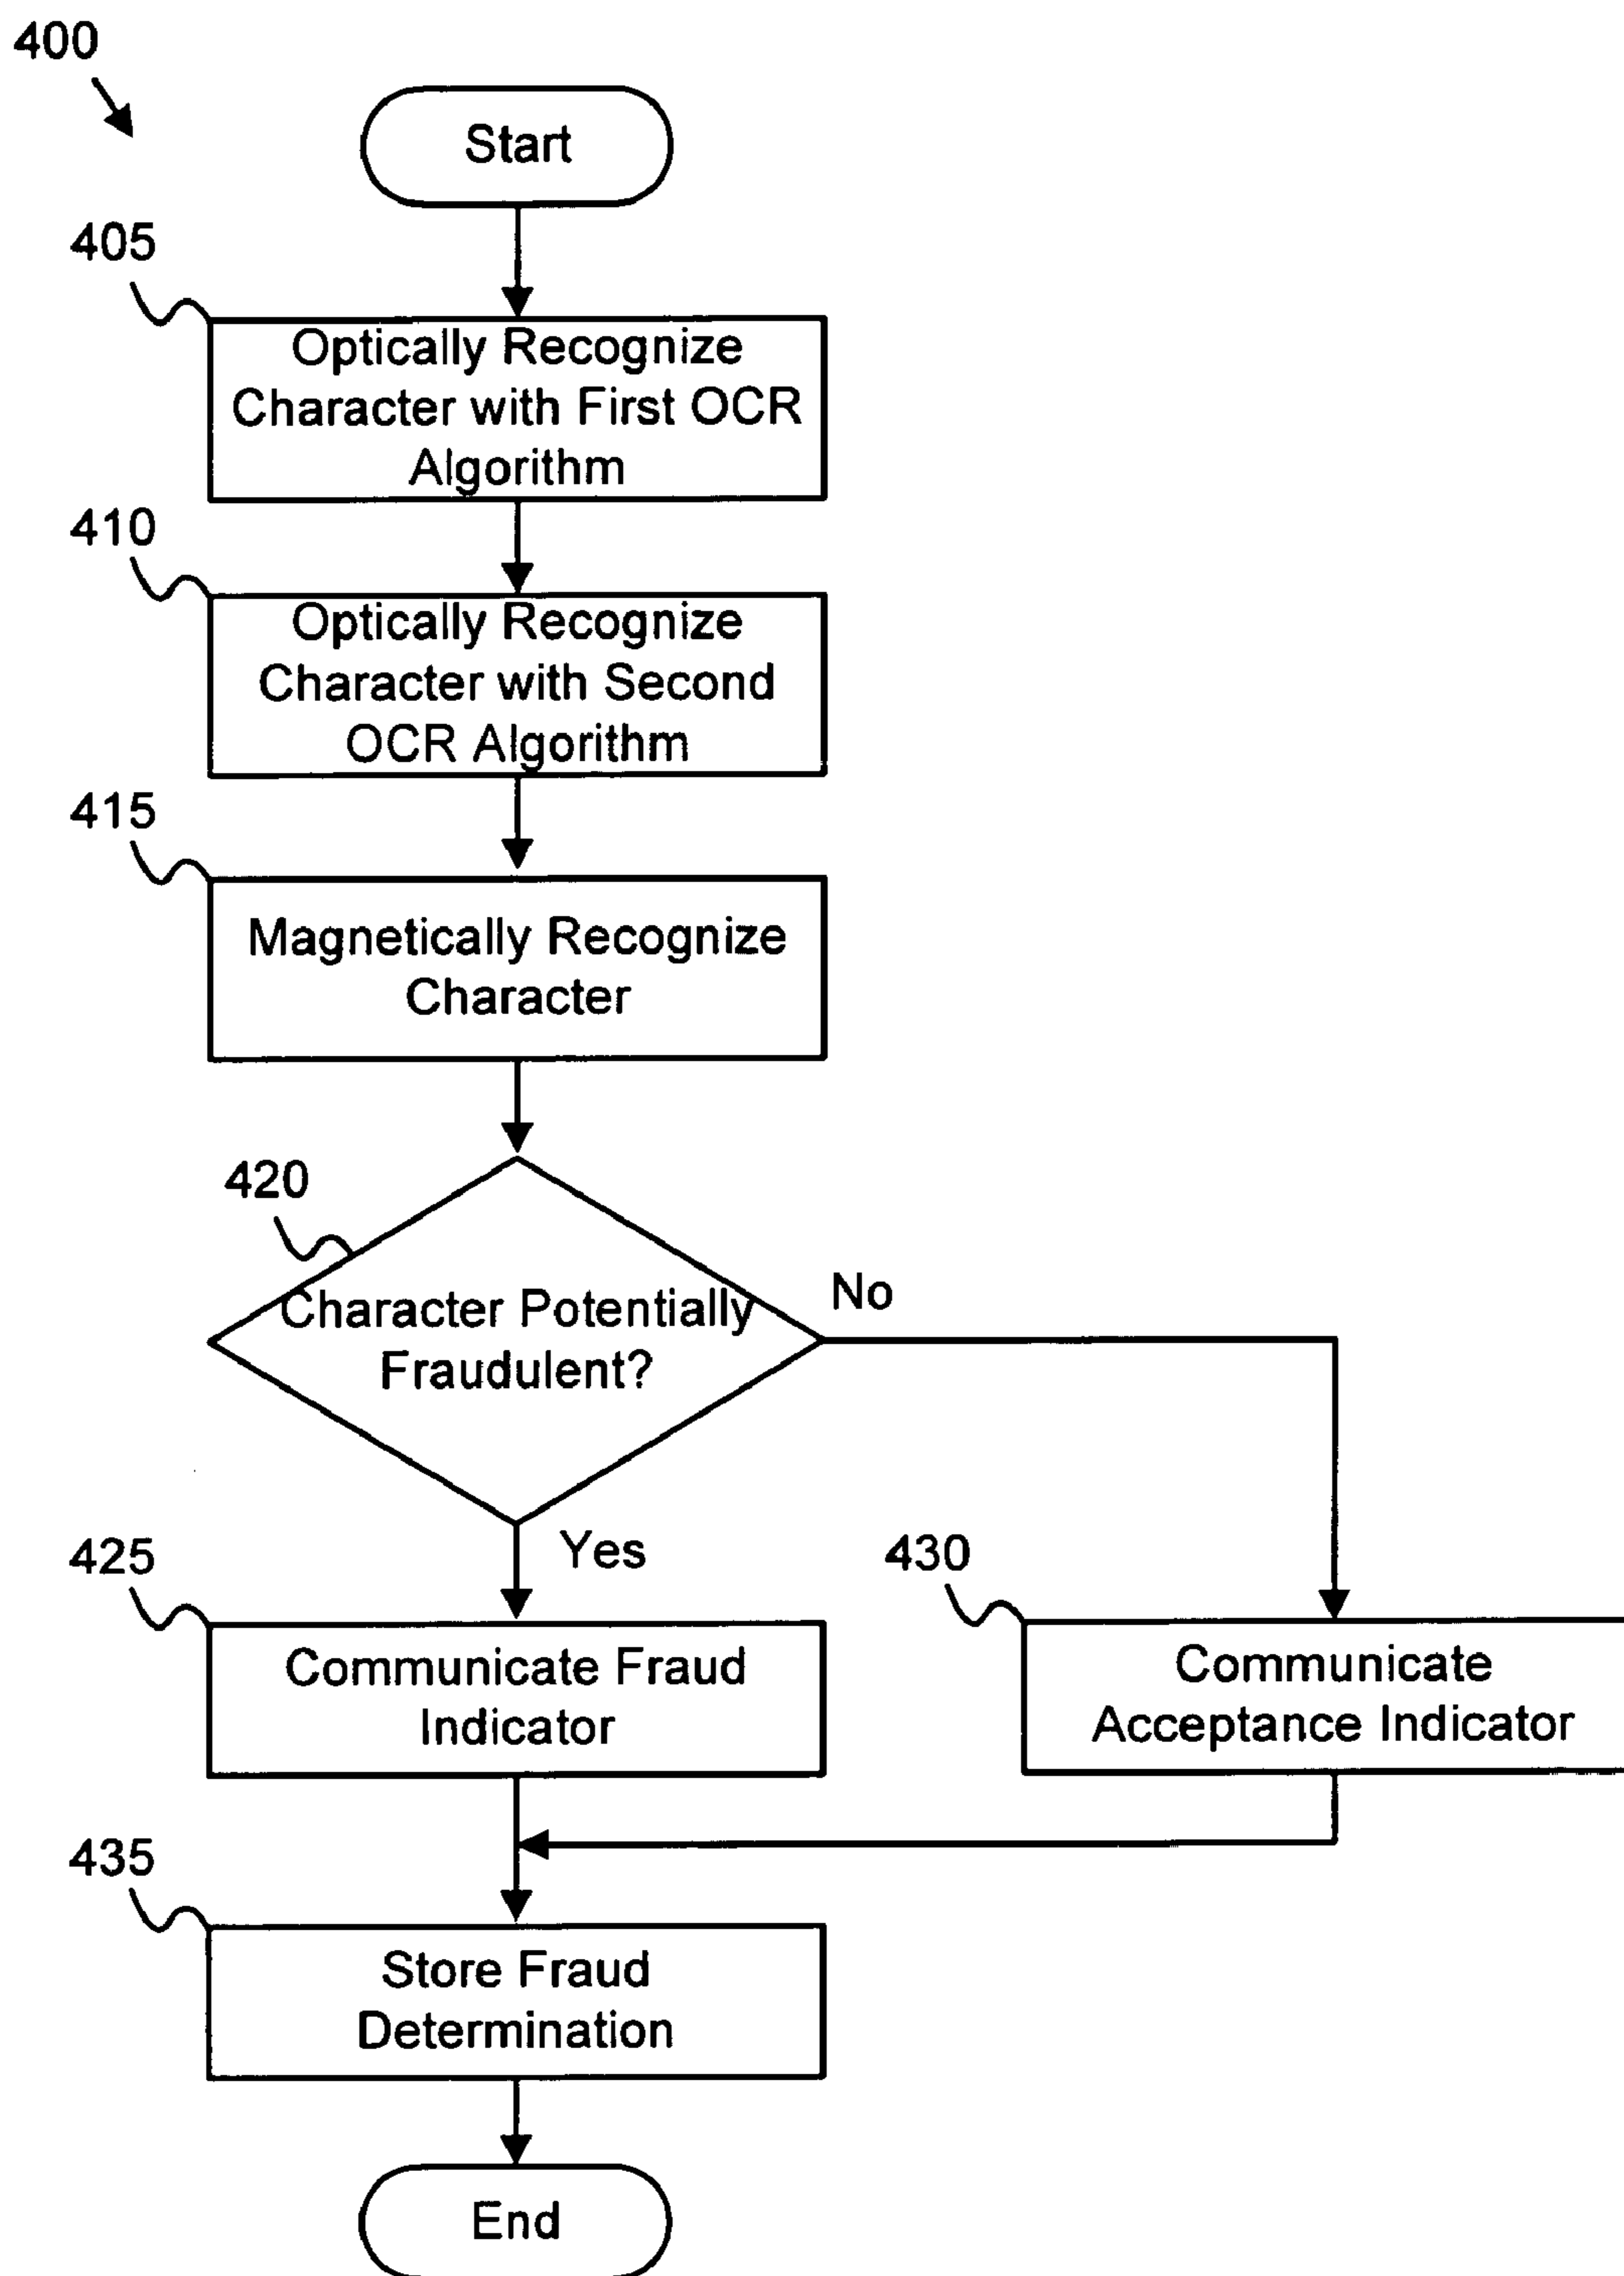 400
Start
405
Optically Recognize
Character with First OCR
Algorithm
410
Optically Recognize
Character with Second
OCR Algorithm
415
Magnetically Recognize
Character
420
Character Potentially
Fraudulent?
No
Yes
425
Communicate Fraud
Indicator
430
Communicate
Acceptance Indicator
435
Store Fraud
Determination
End